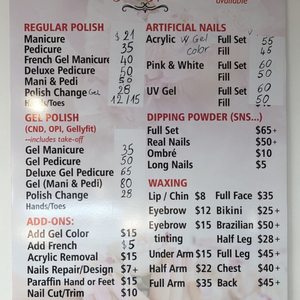 available
REGULAR POLISH
Manicure $21
Pedicure 35
French Gel Manicure 40
Deluxe Pedicure 50
Mani & Pedi 50
Polish Change Gel 28
Hands/Toes 12/15
GEL POLISH
(CND, OPI, Gellyfit)
--includes take-off
Gel Manicure 35
Gel Pedicure 50
Deluxe Gel Pedicure 65
Gel (Mani & Pedi) 80
Polish Change 28
Hands/Toes
ADD-ONS:
Add Gel Color $15
Add French $5
Acrylic Removal $15
Nails Repair/Design $7+
Paraffin Hand or Feet $15
Nail Cut/Trim $10
ARTIFICIAL NAILS
Acrylic w Gel Full Set 55
color Fill 45
Pink & White Full Set 60
Fill 50
UV Gel Full Set 60
Fill 50
DIPPING POWDER (SNS...)
Full Set $65+
Real Nails $50+
Ombré $10
Long Nails $5
WAXING
Lip / Chin $8 Full Face $35
Eyebrow $12 Bikini $25+
Eyebrow $15 Brazilian $50+
tinting Half Leg $28+
Under Arm $15 Full Leg $45+
Half Arm $22 Chest $40+
Full Arm $35 Back $45+